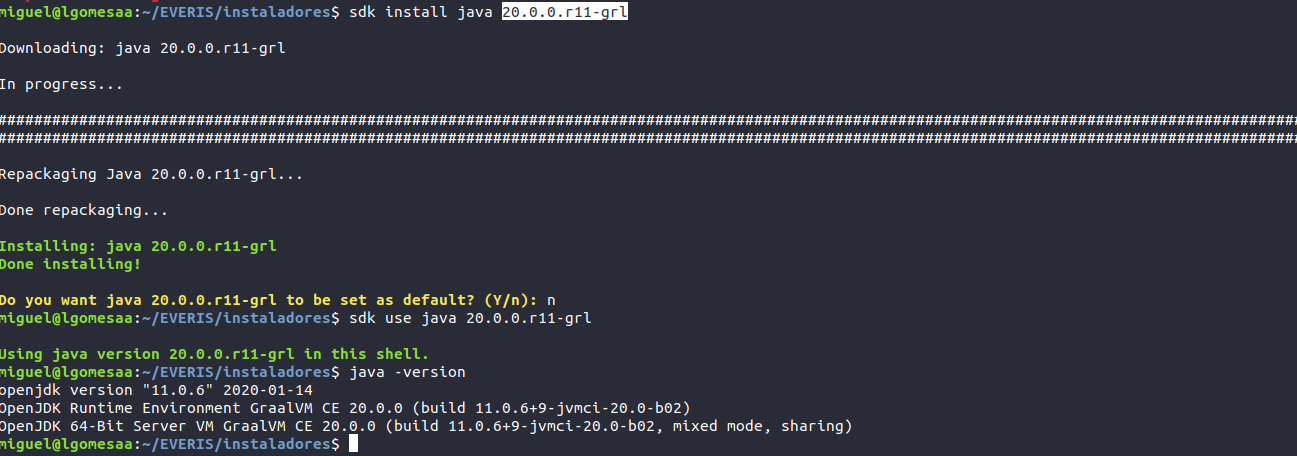 miguel@lgomesaa:~/EVERIS/instaladores$ sdk install java 20.0.0.r11-grl
Downloading: java 20.0.0.r11-grl
In progress...
################################################################################################################################################
################################################################################################################################################
Repackaging Java 20.0.0.r11-grl...
Done repackaging...
Installing: java 20.0.0.r11-grl
Done installing!
Do you want java 20.0.0.r11-grl to be set as default? (Y/n): n
miguel@lgomesaa:~/EVERIS/instaladores$ sdk use java 20.0.0.r11-grl
Using java version 20.0.0.r11-grl in this shell.
miguel@lgomesaa:~/EVERIS/instaladores$ java -version
openjdk version "11.0.6" 2020-01-14
OpenJDK Runtime Environment GraalVM CE 20.0.0 (build 11.0.6+9-jvmci-20.0-b02)
OpenJDK 64-Bit Server VM GraalVM CE 20.0.0 (build 11.0.6+9-jvmci-20.0-b02, mixed mode, sharing)
miguel@lgomesaa:~/EVERIS/instaladores$